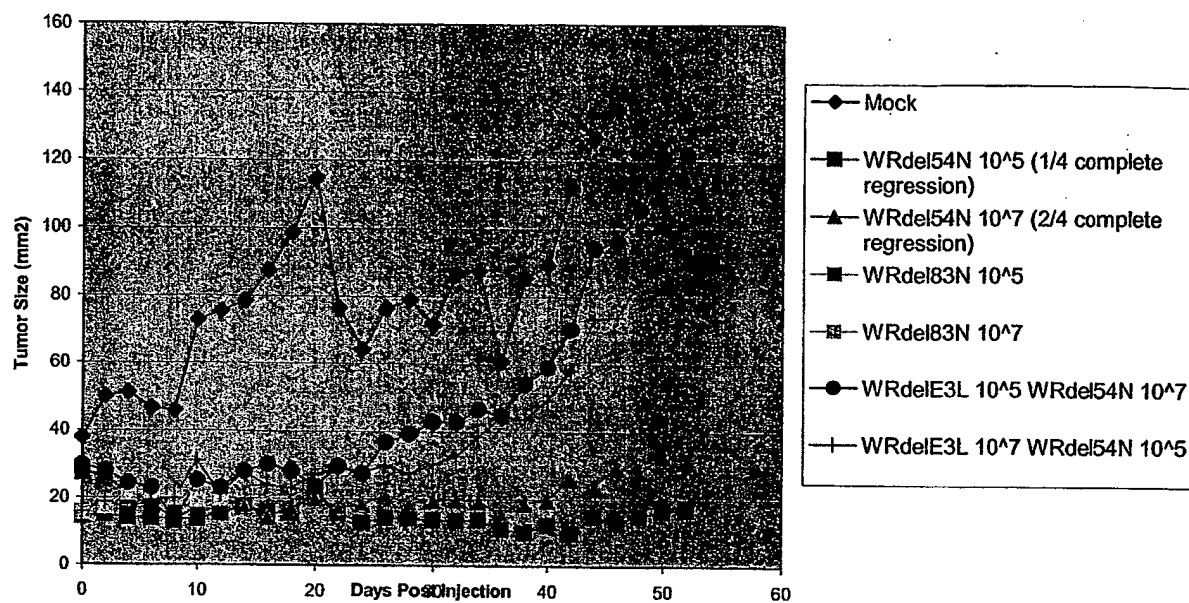 160
140
120
100
80
60
40
20
0
Tumor Size (mm2)
0
10
20
30
40
50
60
Days Post Injection
Mock
WRdel54N 10^5 (1/4 complete
regression)
WRdel54N 10^7 (2/4 complete
regression)
WRdel83N 10^5
WRdel83N 10^7
WRdelE3L 10^5 WRdel54N 10^7
WRdelE3L 10^7 WRdel54N 10^5